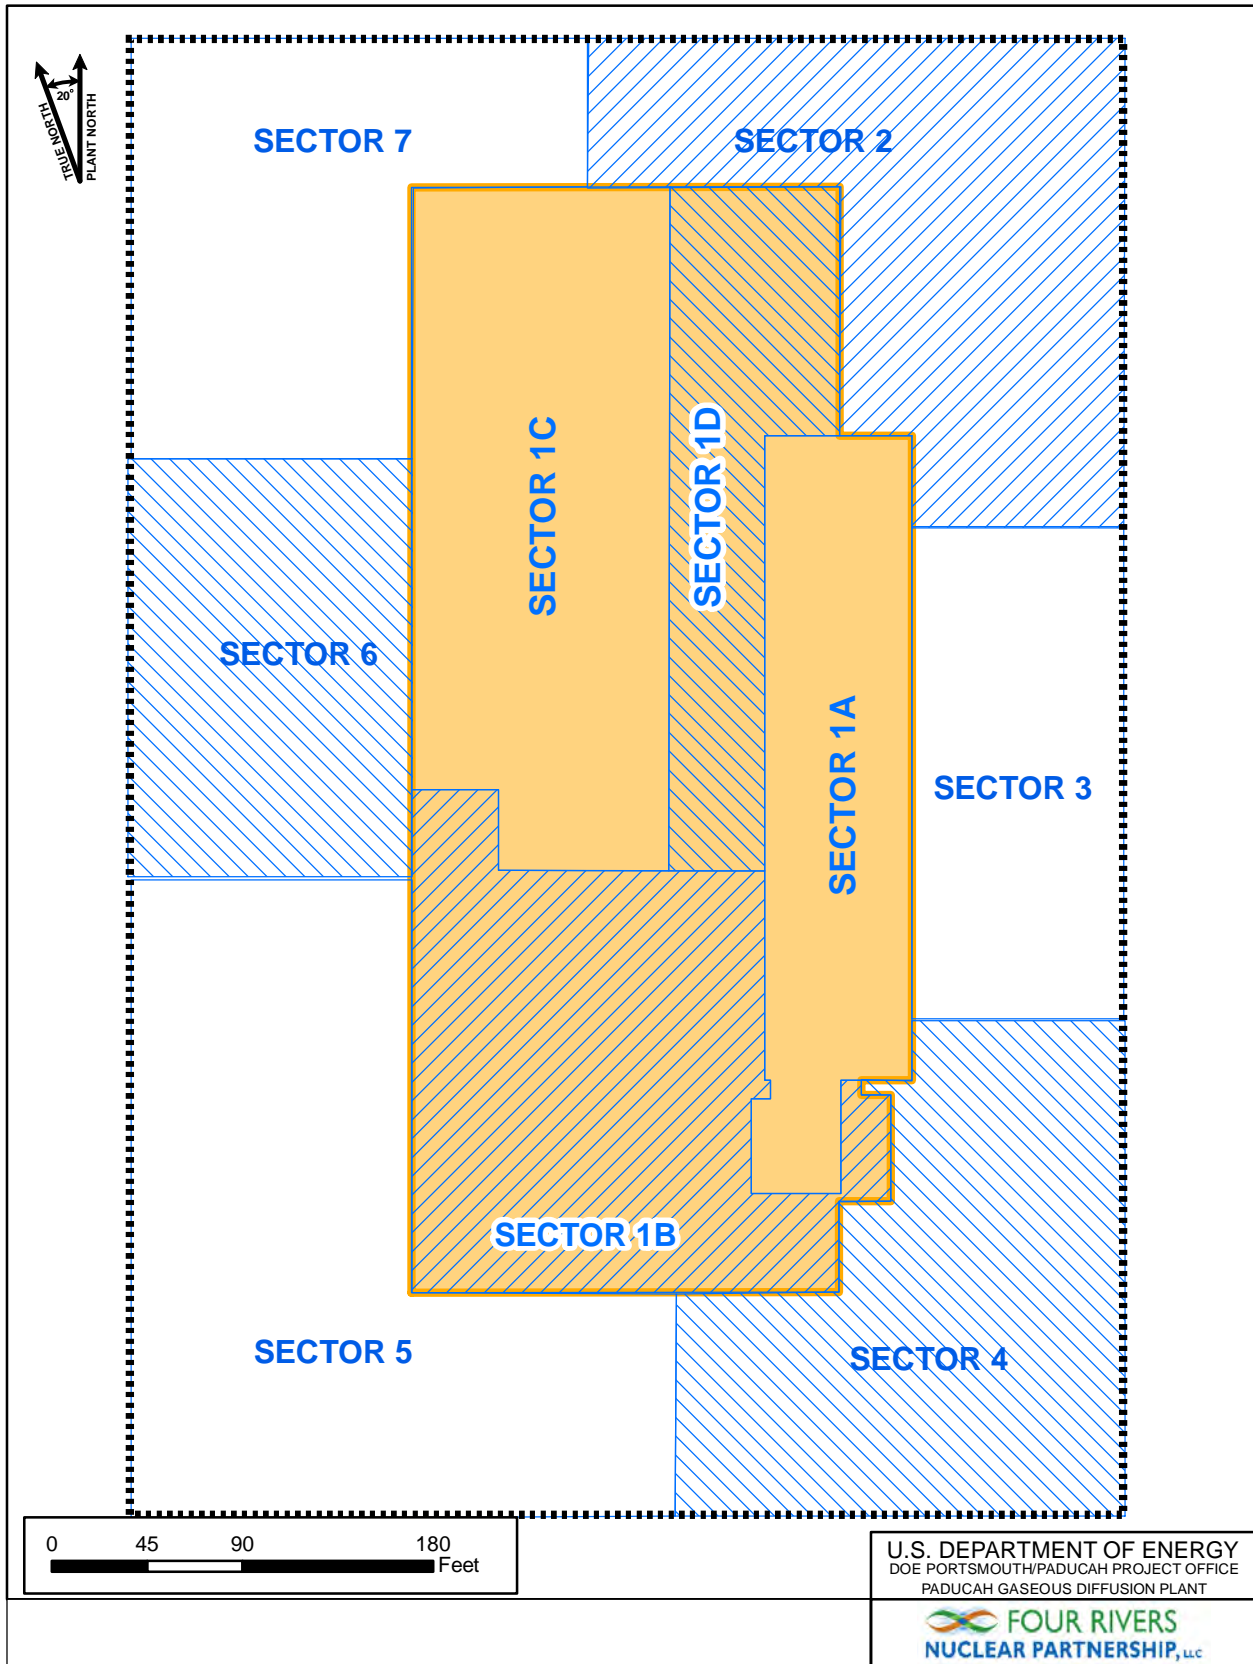 TRUE NORTH
20°
PLANT NORTH
SECTOR 7
SECTOR 2
SECTOR 1C
SECTOR 1D
SECTOR 6
SECTOR 1A
SECTOR 3
SECTOR 1B
SECTOR 5
SECTOR 4
0 45 90 180
Feet
U.S. DEPARTMENT OF ENERGY
DOE PORTSMOUTH/PADUCAH PROJECT OFFICE
PADUCAH GASEOUS DIFFUSION PLANT
FOUR RIVERS
NUCLEAR PARTNERSHIP, LLC